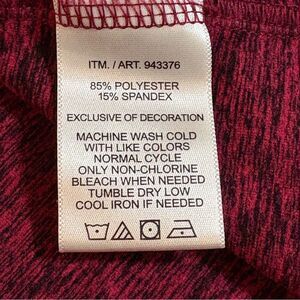 ITM. / ART. 943376
85% POLYESTER
15% SPANDEX
EXCLUSIVE OF DECORATION
MACHINE WASH COLD
WITH LIKE COLORS
NORMAL CYCLE
ONLY NON-CHLORINE
BLEACH WHEN NEEDED
TUMBLE DRY LOW
COOL IRON IF NEEDED